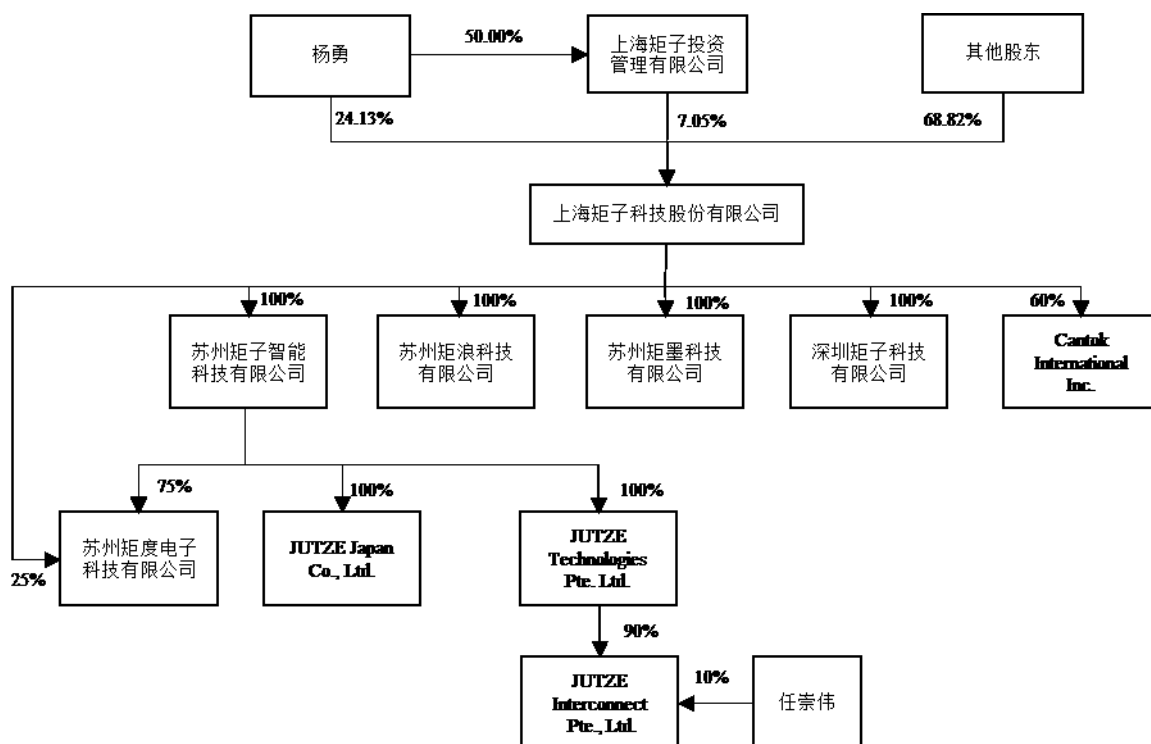 杨勇
50.00%
上海矩子投资
管理有限公司
其他股东
24.13%
7.05%
68.82%
上海矩子科技股份有限公司
100%
100%
100%
100%
60%
苏州矩子智能
科技有限公司
苏州矩浪科技
有限公司
苏州矩墨科技
有限公司
深圳矩子科技
有限公司
Cantok
International
Inc.
75%
100%
100%
苏州矩度电子
科技有限公司
25%
JUTZE Japan
Co., Ltd.
JUTZE
Technologies
Pte. Ltd.
90%
JUTZE
Interconnect
Pte., Ltd.
10%
任崇伟